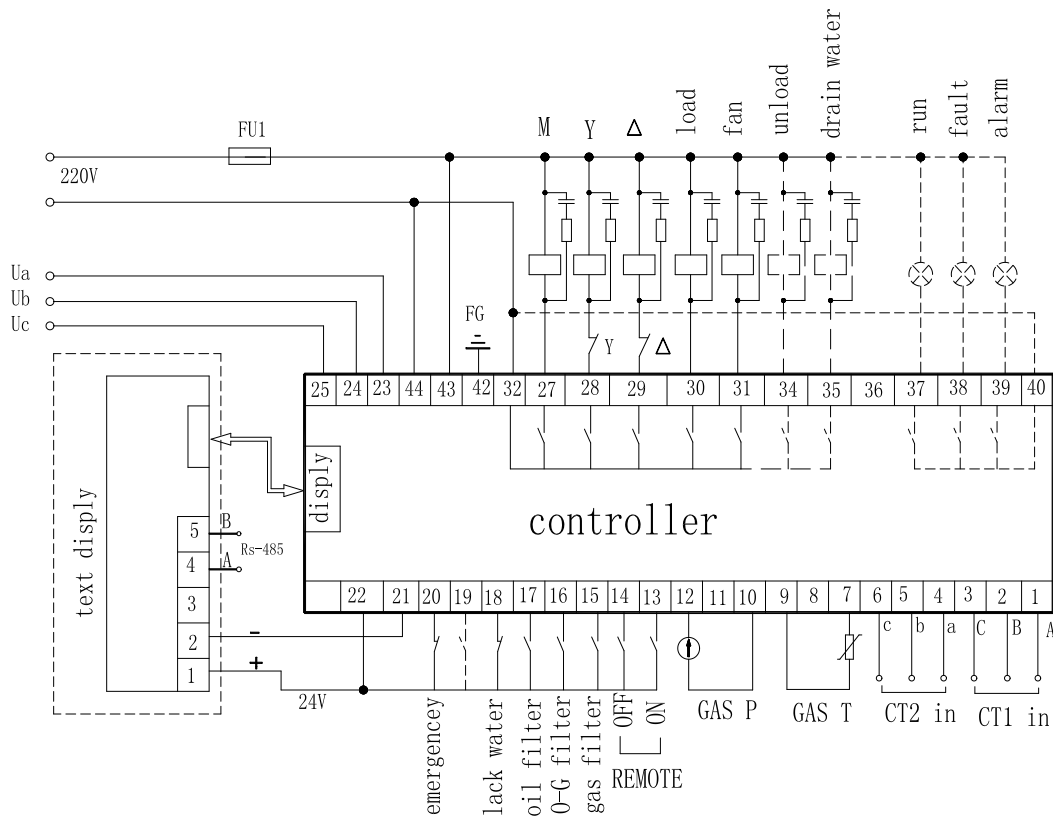 FU1
M Y Δ load fan unload drain water run fault alarm
220V
Ua
Ub
Uc
FG
Y Δ
25 24 23 44 43 42 32 27 28 29 30 31 34 35 36 37 38 39 40
disply
controller
text disply
5 B
Rs-485
4 A
3
2 -
1 +
24V
22 21 20 19 18 17 16 15 14 13 12 11 10 9 8 7 6 5 4 3 2 1
c b a C B A
emergencey
lack water
oil filter
O-G filter
gas filter
OFF
ON
REMOTE
GAS P
GAS T
CT2 in
CT1 in